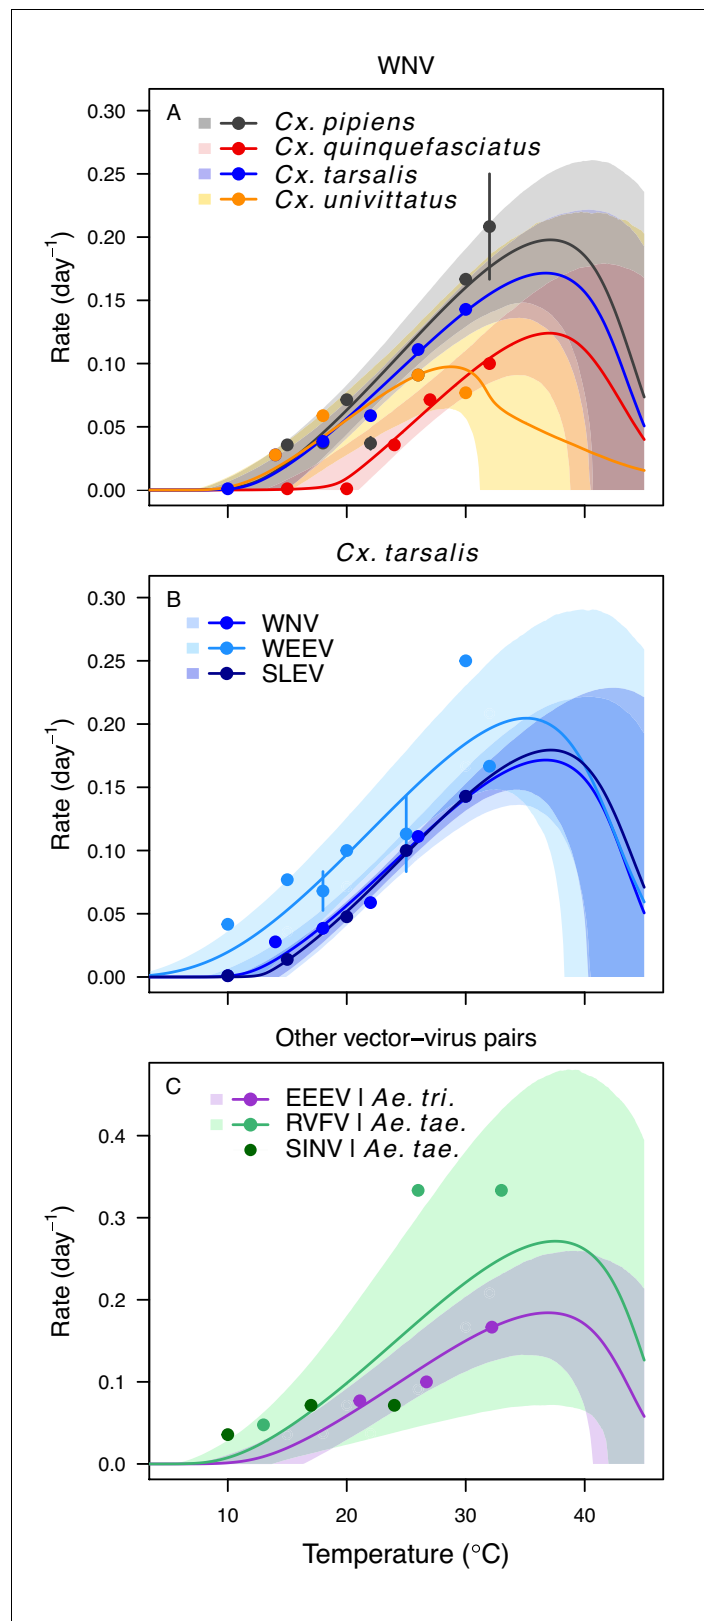 WNV
A
Cx. pipiens
Cx. quinquefasciatus
Cx. tarsalis
Cx. univittatus
0.30
0.25
0.20
0.15
0.10
0.05
0.00
Rate (day−1)
Cx. tarsalis
B
WNV
WEEV
SLEV
0.30
0.25
0.20
0.15
0.10
0.05
0.00
Rate (day−1)
Other vector–virus pairs
C
EEEV | Ae. tri.
RVFV | Ae. tae.
SINV | Ae. tae.
0.4
0.3
0.2
0.1
0.0
Rate (day−1)
10 20 30 40
Temperature (°C)